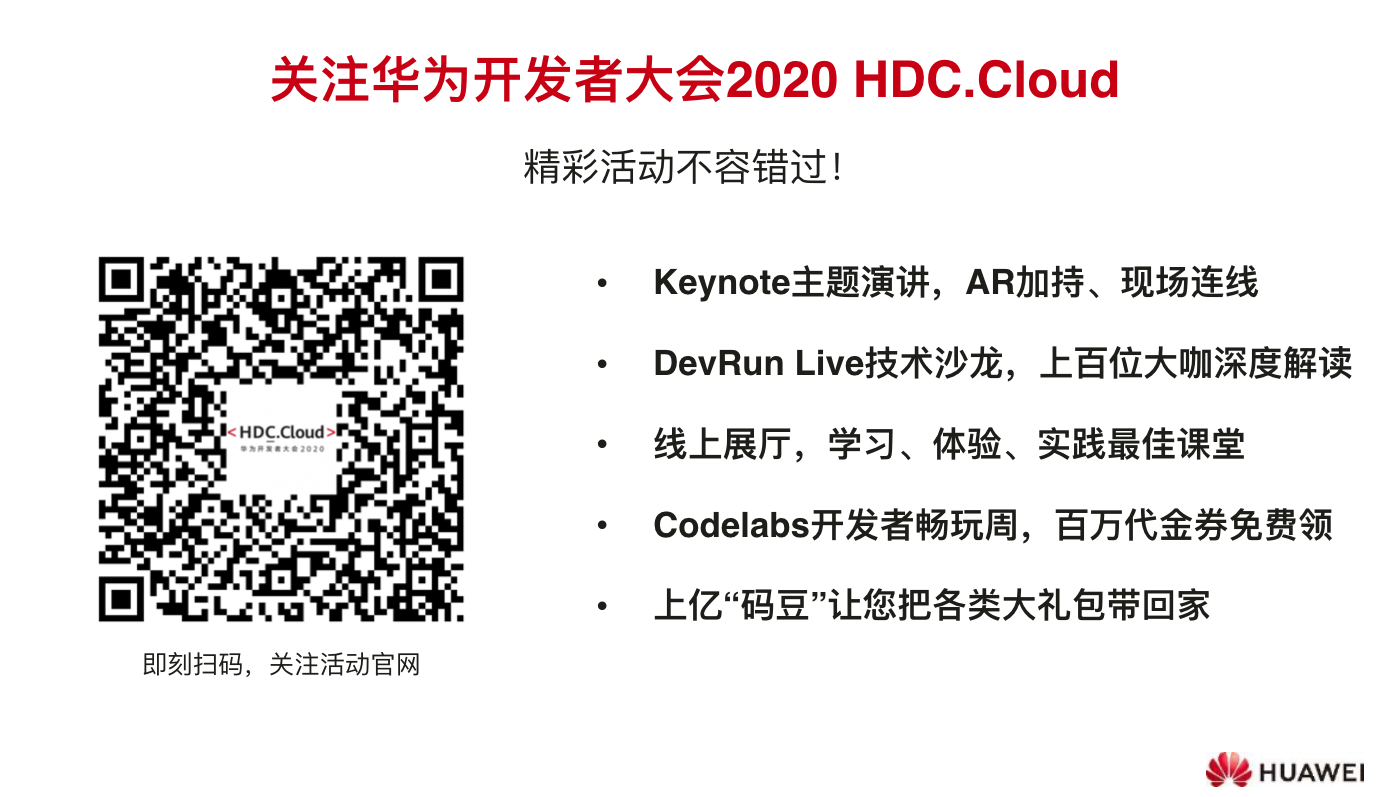 关注华为开发者大会2020 HDC.Cloud
精彩活动不容错过！
<HDC.Cloud>
华为开发者大会2020
即刻扫码，关注活动官网
• Keynote主题演讲，AR加持、现场连线
• DevRun Live技术沙龙，上百位大咖深度解读
• 线上展厅，学习、体验、实践最佳课堂
• Codelabs开发者畅玩周，百万代金券免费领
• 上亿“码豆”让您把各类大礼包带回家
HUAWEI